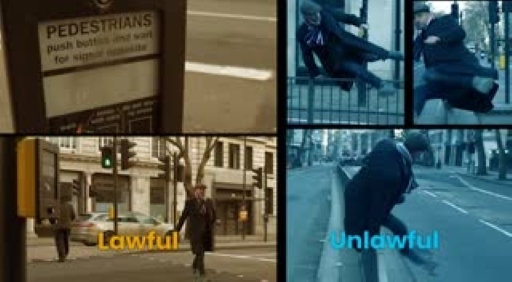 PEDESTRIANS
push button and wait
for signal opposite
Lawful
Unlawful